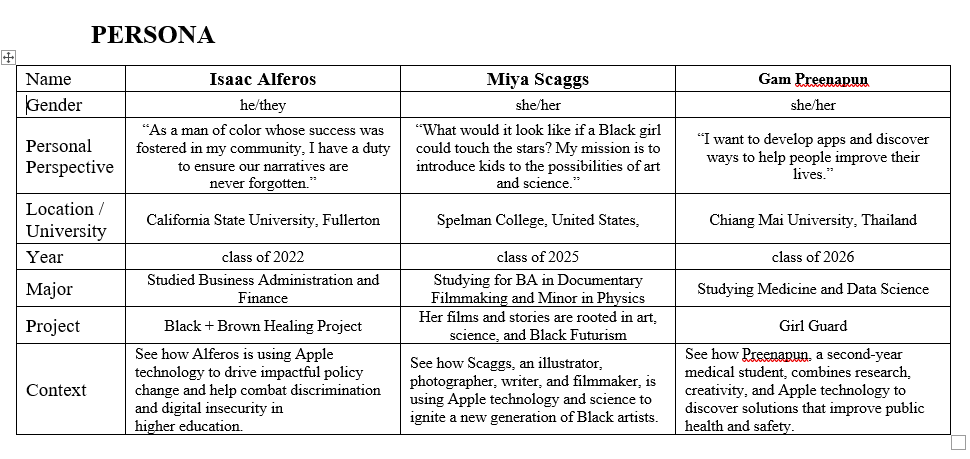 PERSONA
Name
Isaac Alferos
Miya Scaggs
Gam Preenapun
Gender
he/they
she/her
she/her
Personal
Perspective
“As a man of color whose success was
fostered in my community, I have a duty
to ensure our narratives are
never forgotten.”
“What would it look like if a Black girl
could touch the stars? My mission is to
introduce kids to the possibilities of art
and science.”
“I want to develop apps and discover
ways to help people improve their
lives.”
Location /
University
California State University, Fullerton
Spelman College, United States,
Chiang Mai University, Thailand
Year
class of 2022
class of 2025
class of 2026
Major
Studied Business Administration and
Finance
Studying for BA in Documentary
Filmmaking and Minor in Physics
Studying Medicine and Data Science
Project
Black + Brown Healing Project
Her films and stories are rooted in art,
science, and Black Futurism
Girl Guard
Context
See how Alferos is using Apple
technology to drive impactful policy
change and help combat discrimination
and digital insecurity in
higher education.
See how Scaggs, an illustrator,
photographer, writer, and filmmaker, is
using Apple technology and science to
ignite a new generation of Black artists.
See how Preenapun, a second-year
medical student, combines research,
creativity, and Apple technology to
discover solutions that improve public
health and safety.